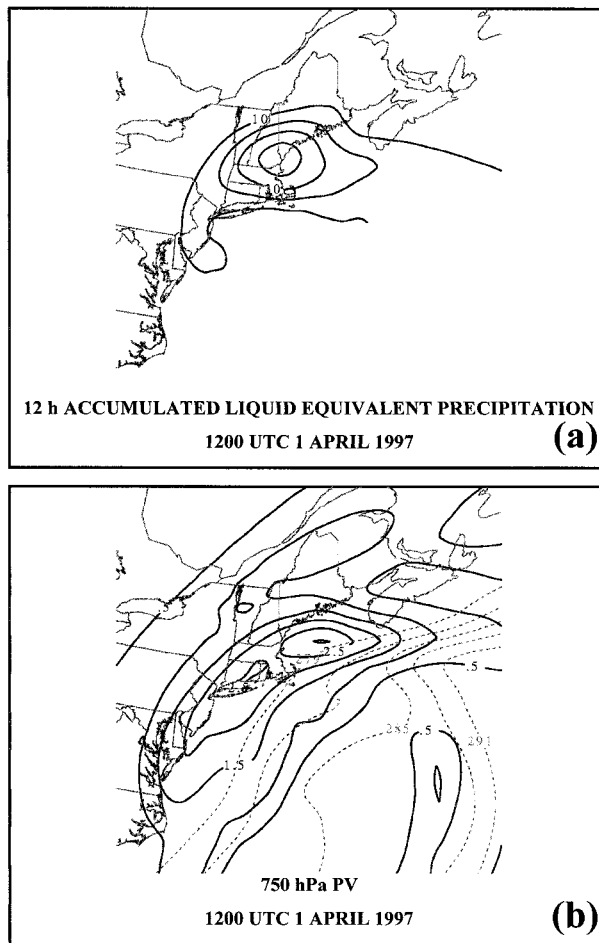 10
10
12 h ACCUMULATED LIQUID EQUIVALENT PRECIPITATION
1200 UTC 1 APRIL 1997
(a)
2.5
.5
285
.5
291
1.5
750 hPa PV
1200 UTC 1 APRIL 1997
(b)